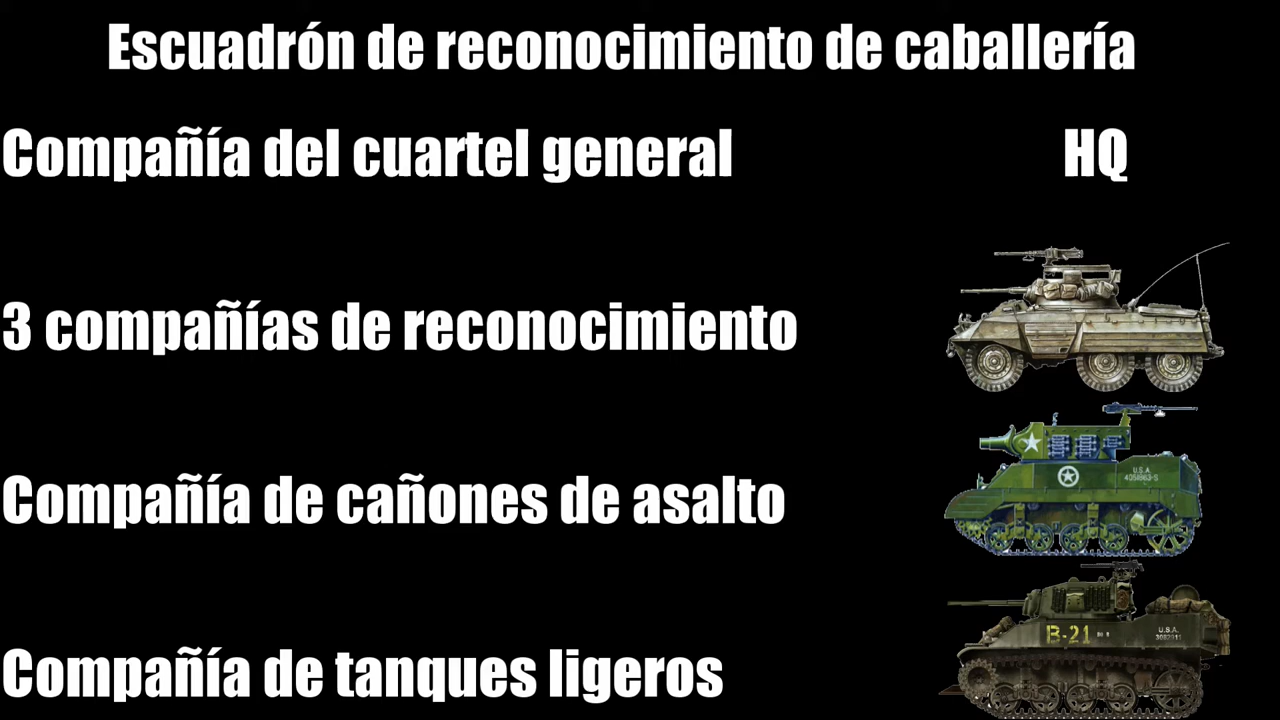 Escuadrón de reconocimiento de caballería
Compañía del cuartel general HQ
3 compañías de reconocimiento
Compañía de cañones de asalto
U.S.A.
Compañía de tanques ligeros
B-21
U.S.A.